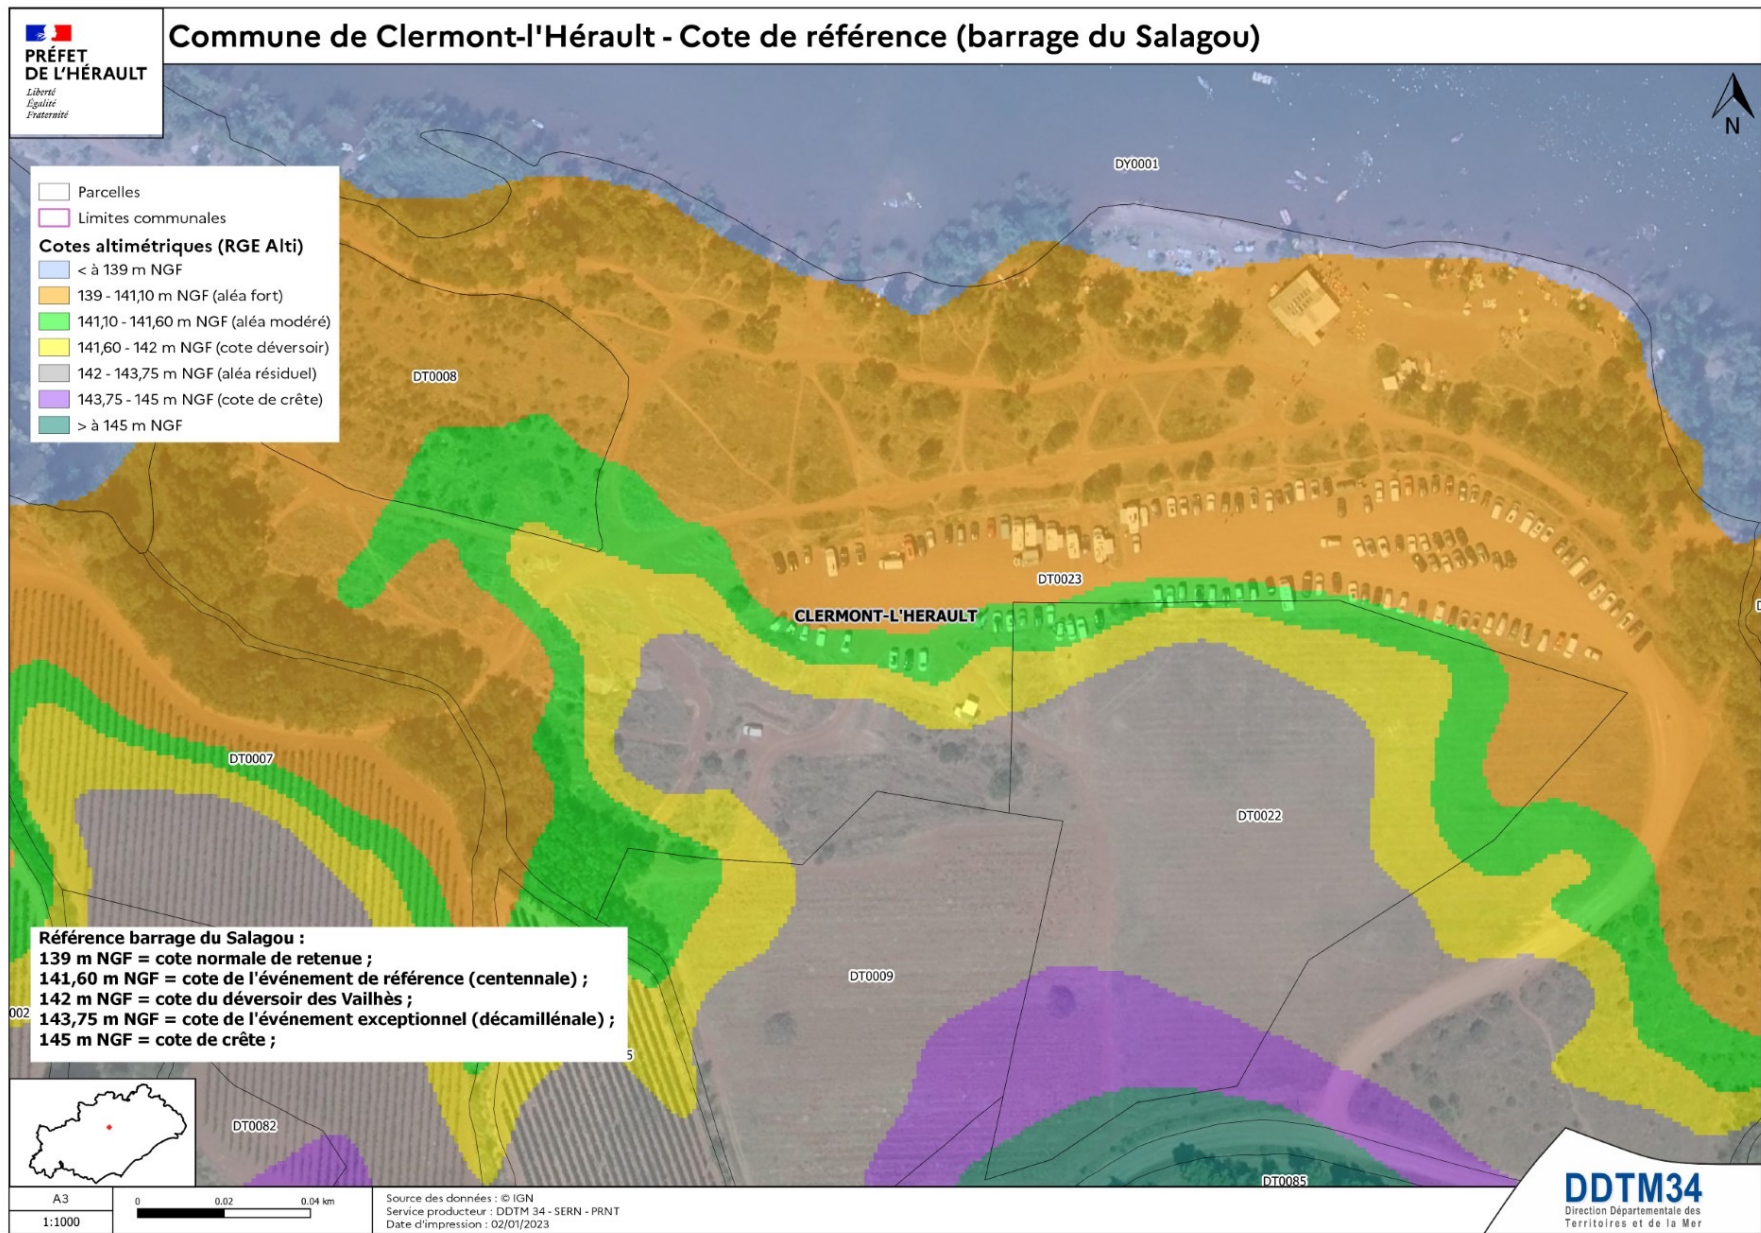 PRÉFET
DE L'HÉRAULT
Liberté
Égalité
Fraternité
Commune de Clermont-l'Hérault - Cote de référence (barrage du Salagou)
N
DY0001
Parcelles
Limites communales
Cotes altimétriques (RGE Alti)
< à 139 m NGF
139 - 141,10 m NGF (aléa fort)
141,10 - 141,60 m NGF (aléa modéré)
141,60 - 142 m NGF (cote déversoir)
142 - 143,75 m NGF (aléa résiduel)
143,75 - 145 m NGF (cote de crête)
> à 145 m NGF
DT0008
DT0023
CLERMONT-L'HERAULT
DT0007
DT0022
DT0009
Référence barrage du Salagou :
139 m NGF = cote normale de retenue ;
141,60 m NGF = cote de l'événement de référence (centennale) ;
142 m NGF = cote du déversoir des Vailhès ;
143,75 m NGF = cote de l'événement exceptionnel (décamillénale) ;
145 m NGF = cote de crête ;
002
5
DT0082
DT0085
A3
1:1000
0 0.02 0.04 km
Source des données : © IGN
Service producteur : DDTM 34 - SERN - PRNT
Date d'impression : 02/01/2023
DDTM34
Direction Départementale des
Territoires et de la Mer